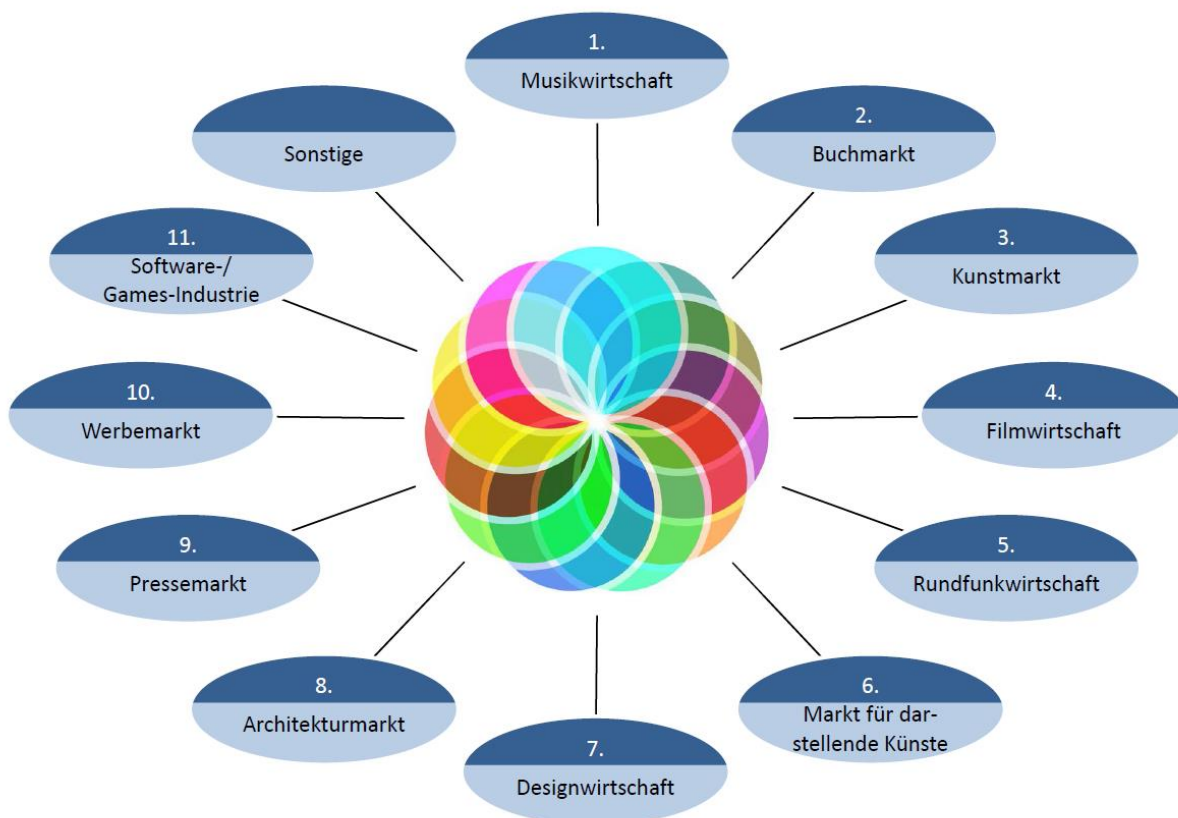 1.
Musikwirtschaft
2.
Buchmarkt
3.
Kunstmarkt
4.
Filmwirtschaft
5.
Rundfunkwirtschaft
6.
Markt für dar-
stellende Künste
7.
Designwirtschaft
8.
Architekturmarkt
9.
Pressemarkt
10.
Werbemarkt
11.
Software-/
Games-Industrie
Sonstige